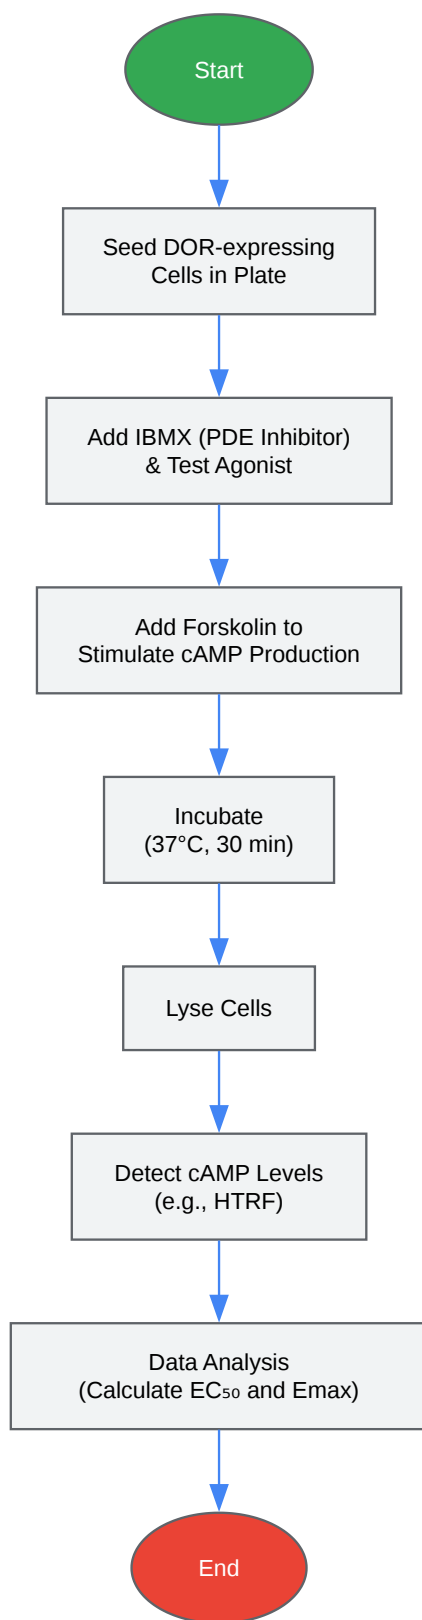 Start
Seed DOR-expressing
Cells in Plate
Add IBMX (PDE Inhibitor)
& Test Agonist
Add Forskolin to
Stimulate cAMP Production
Incubate
(37°C, 30 min)
Lyse Cells
Detect cAMP Levels
(e.g., HTRF)
Data Analysis
(Calculate EC₅₀ and Emax)
End